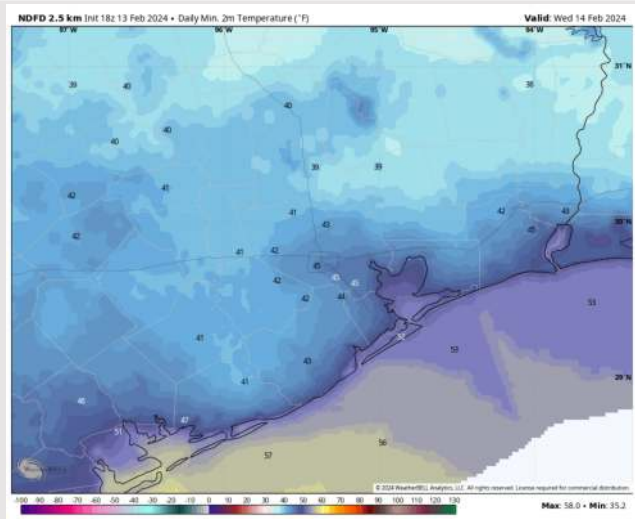 NDFD 2.5 km Init 18z 13 Feb 2024 • Daily Min. 2m Temperature (°F)
Valid: Wed 14 Feb 2024
97°W 96°W 95°W 94°W
31°N
39 40 38
40
40
40
39 39
41
42
42 43
41
43 45
42
30°N
41 42
45
42
42 44
53
41
53
43
29°N
41
46
47
51
56
57
© 2024 WeatherBELL Analytics, LLC. All rights reserved. License required for commercial distribution.
-100 -90 -80 -70 -60 -50 -40 -30 -20 -10 0 10 20 30 40 50 60 70 80 90 100 110 120 130
Max: 58.0 • Min: 35.2